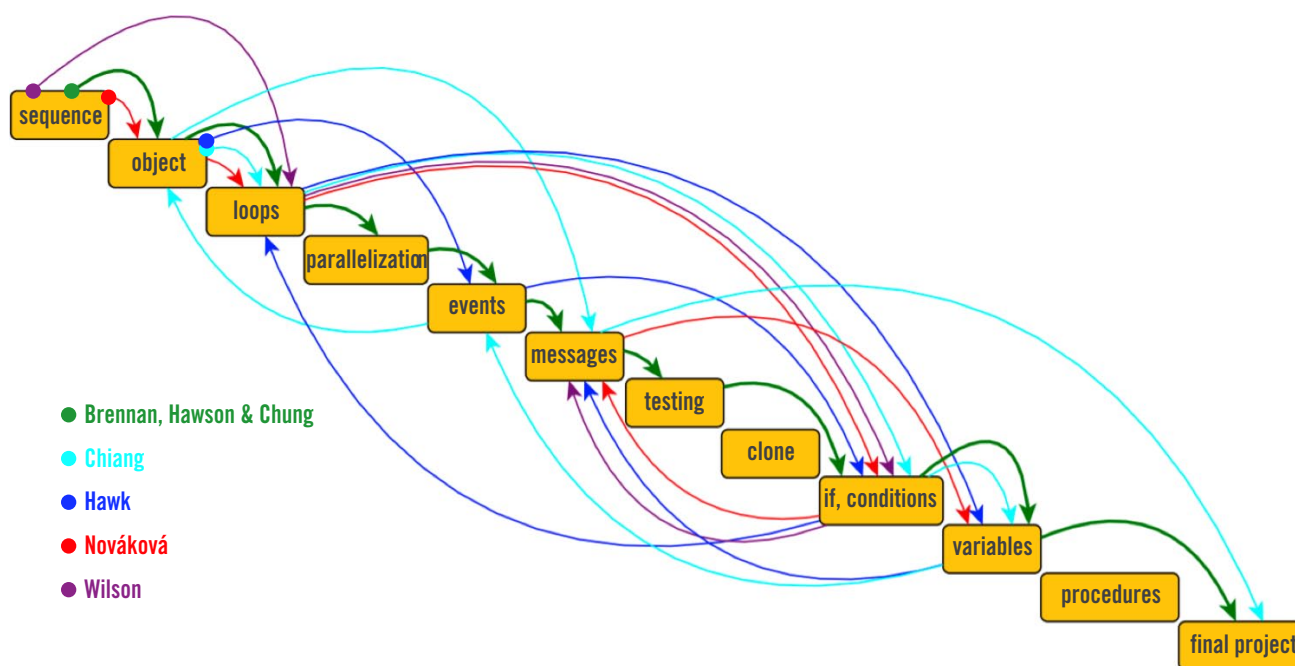 sequence
object
loops
parallelization
events
messages
testing
clone
if, conditions
variables
procedures
final project
Brennan, Hawson & Chung
Chiang
Hawk
Nováková
Wilson